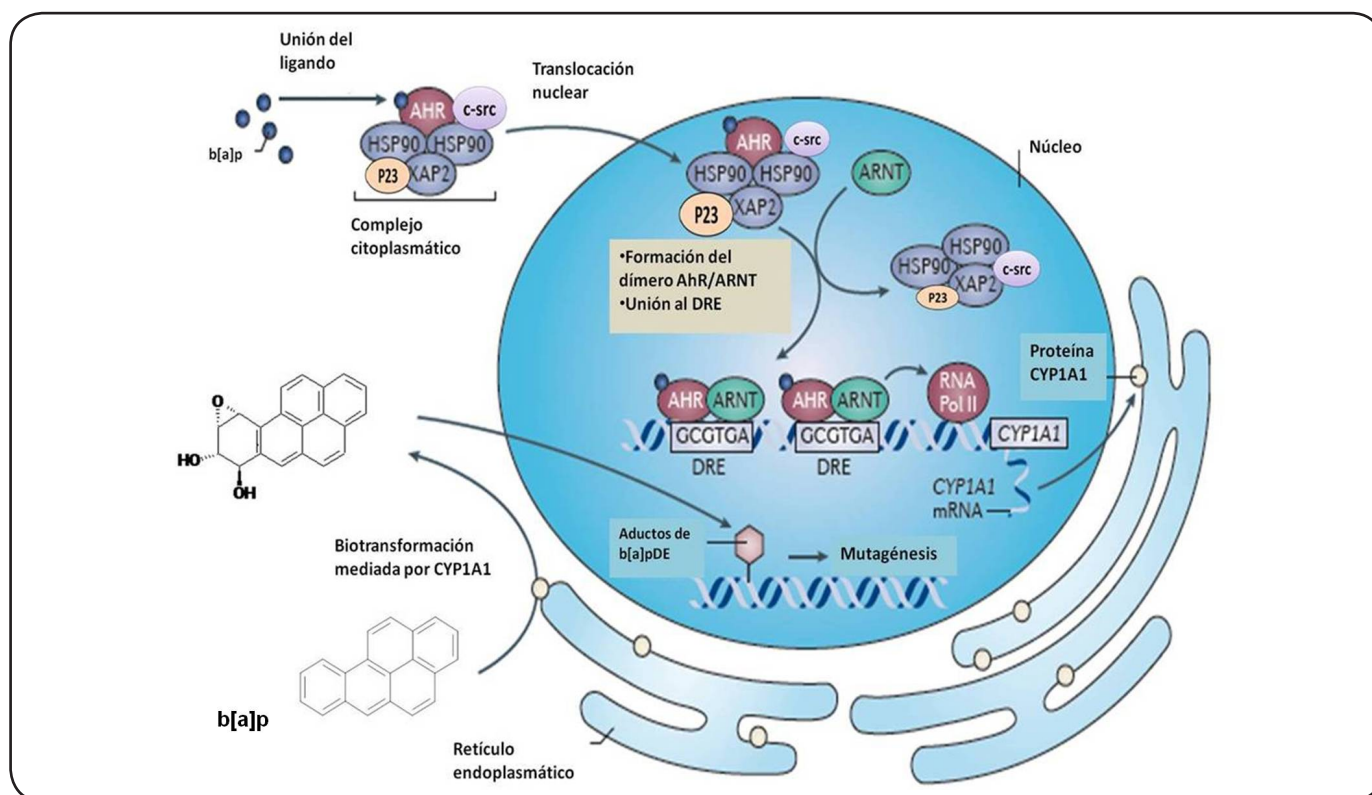 Unión del
ligando
b[a]p
AHR
c-src
HSP90
HSP90
P23
XAP2
Complejo
citoplasmático
Translocación
nuclear
AHR
c-src
HSP90
HSP90
P23
XAP2
ARNT
Núcleo
•Formación del
dímero AhR/ARNT
•Unión al DRE
HSP90
HSP90
c-src
XAP2
P23
Proteína
CYP1A1
AHR
ARNT
GCGTGA
DRE
AHR
ARNT
GCGTGA
DRE
RNA
Pol II
CYP1A1
CYP1A1
mRNA
O
HO
OH
Aductos de
b[a]pDE
Mutagénesis
Biotransformación
mediada por CYP1A1
b[a]p
Retículo
endoplasmático